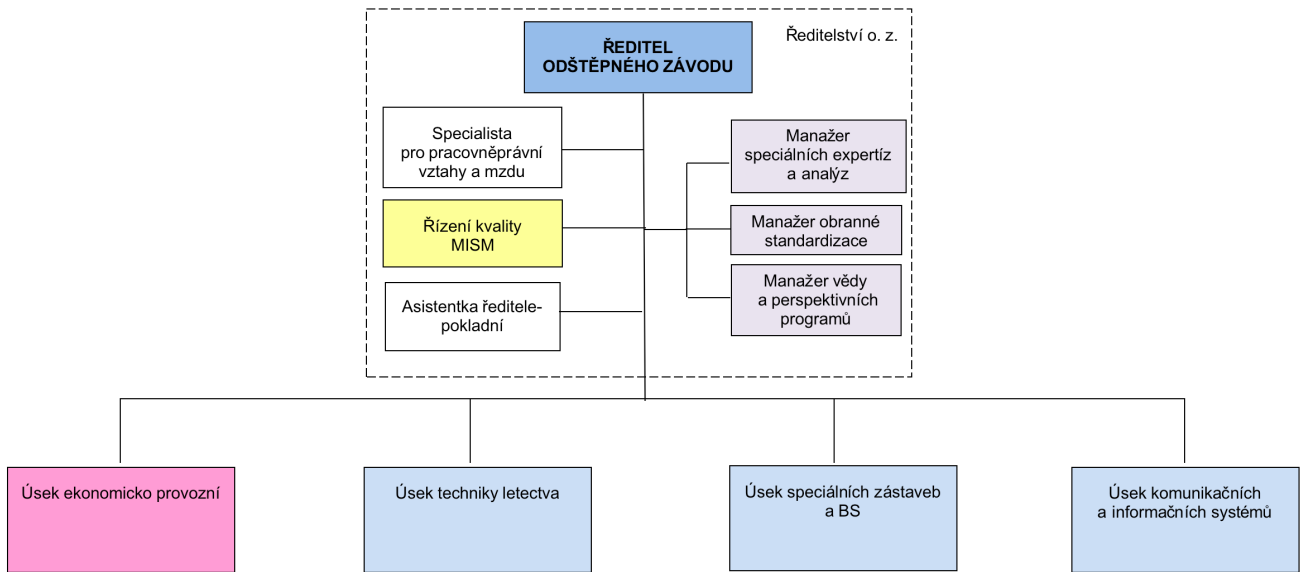 Ředitelství o. z.
ŘEDITEL
ODŠTĚPNÉHO ZÁVODU
Specialista
pro pracovněprávní
vztahy a mzdu
Řízení kvality
MISM
Asistentka ředitele-
pokladní
Manažer
speciálních expertíz
a analýz
Manažer obranné
standardizace
Manažer vědy
a perspektivních
programů
Úsek ekonomicko provozní
Úsek techniky letectva
Úsek speciálních zástaveb
a BS
Úsek komunikačních
a informačních systémů